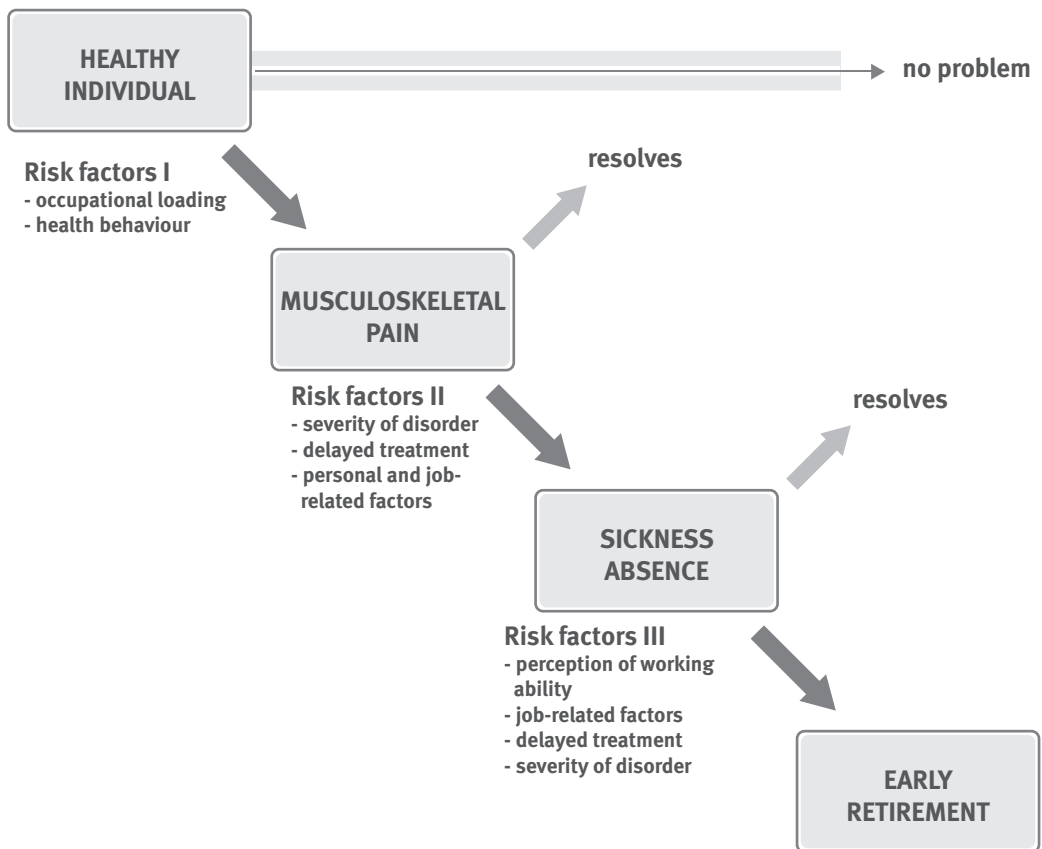 HEALTHY
INDIVIDUAL
no problem
Risk factors I
- occupational loading
- health behaviour
resolves
MUSCULOSKELETAL
PAIN
Risk factors II
- severity of disorder
- delayed treatment
- personal and job-
related factors
resolves
SICKNESS
ABSENCE
Risk factors III
- perception of working
ability
- job-related factors
- delayed treatment
- severity of disorder
EARLY
RETIREMENT